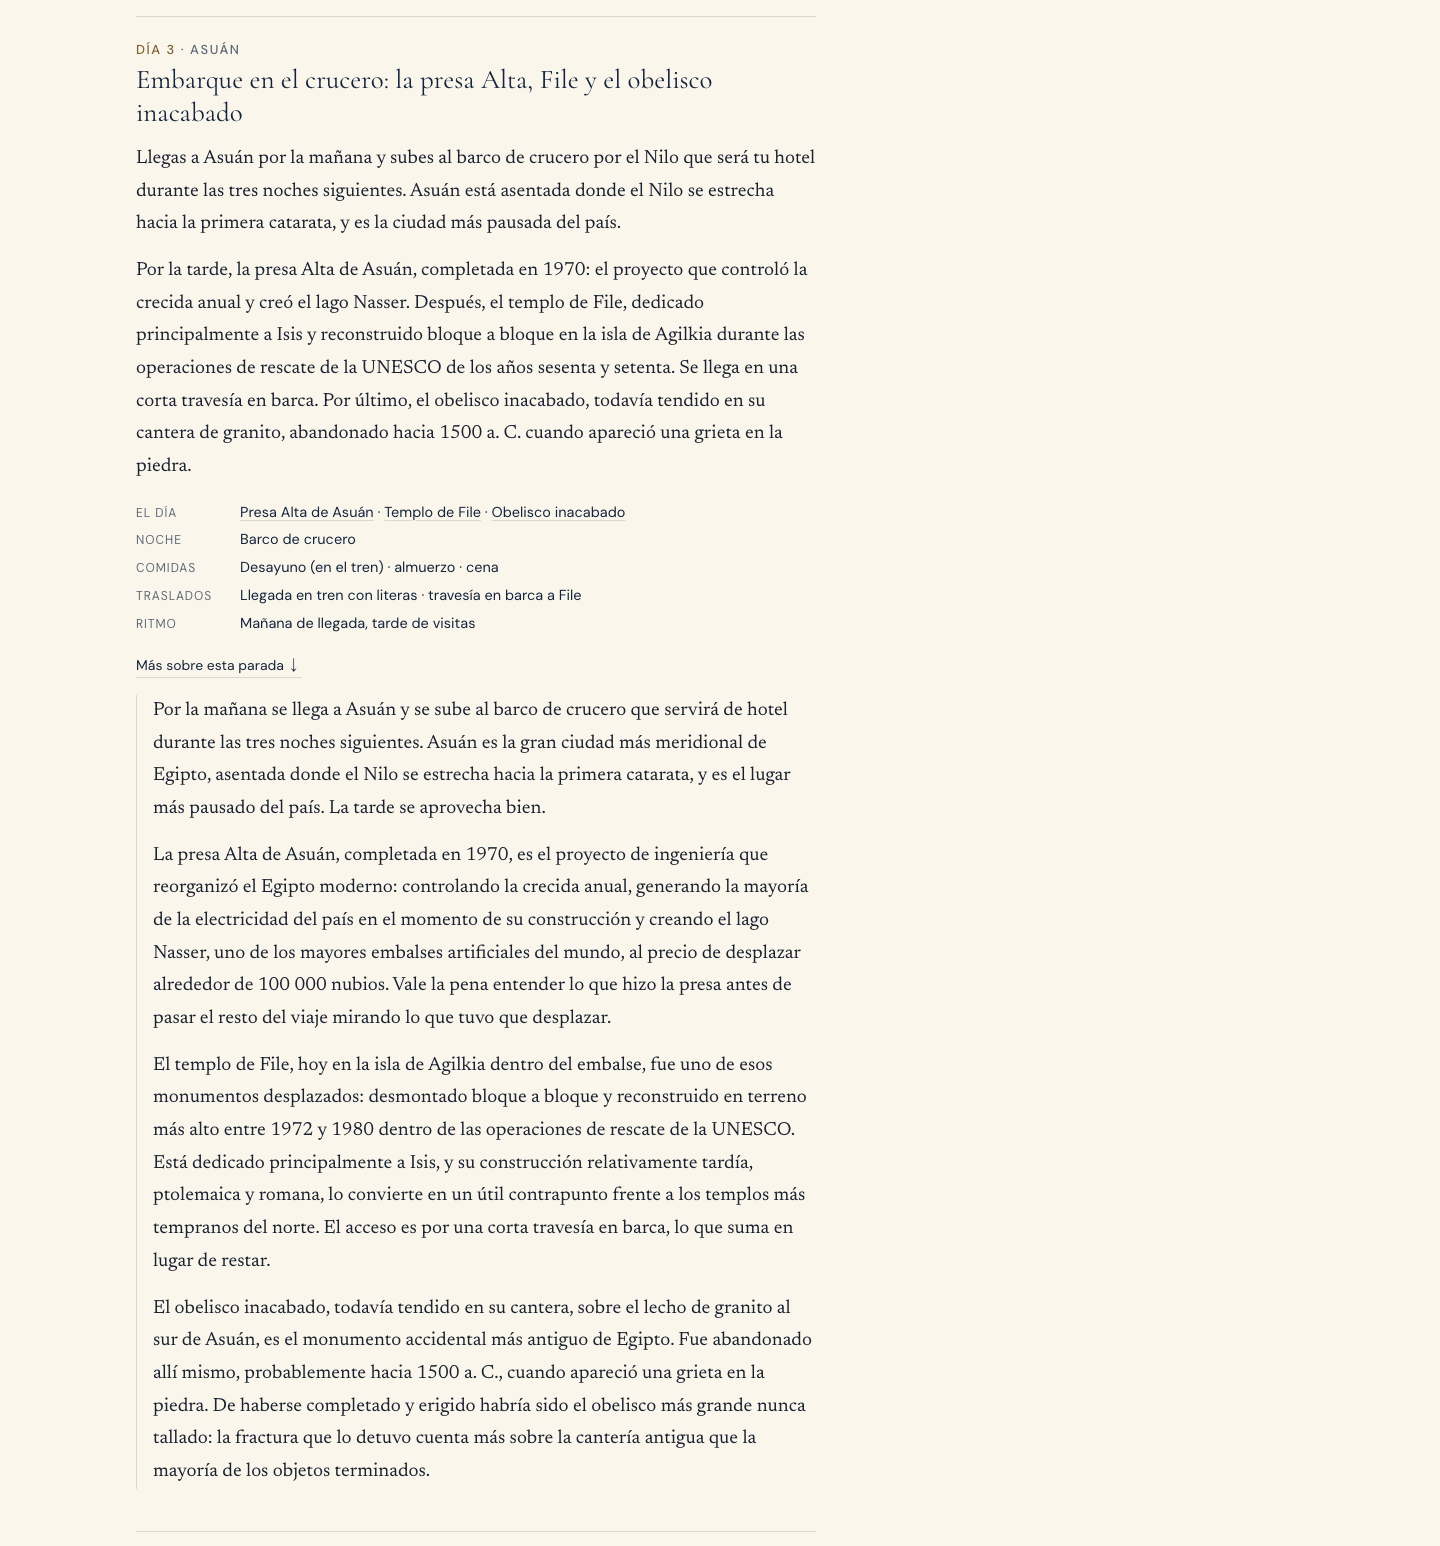 DÍA 3 · ASUÁN
Embarque en el crucero: la presa Alta, File y el obelisco
inacabado
Llegas a Asuán por la mañana y subes al barco de crucero por el Nilo que será tu hotel
durante las tres noches siguientes. Asuán está asentada donde el Nilo se estrecha
hacia la primera catarata, y es la ciudad más pausada del país.
Por la tarde, la presa Alta de Asuán, completada en 1970: el proyecto que controló la
crecida anual y creó el lago Nasser. Después, el templo de File, dedicado
principalmente a Isis y reconstruido bloque a bloque en la isla de Agilkia durante las
operaciones de rescate de la UNESCO de los años sesenta y setenta. Se llega en una
corta travesía en barca. Por último, el obelisco inacabado, todavía tendido en su
cantera de granito, abandonado hacia 1500 a. C. cuando apareció una grieta en la
piedra.
EL DÍA Presa Alta de Asuán · Templo de File · Obelisco inacabado
NOCHE Barco de crucero
COMIDAS Desayuno (en el tren) · almuerzo · cena
TRASLADOS Llegada en tren con literas · travesía en barca a File
RITMO Mañana de llegada, tarde de visitas
Más sobre esta parada ↓
Por la mañana se llega a Asuán y se sube al barco de crucero que servirá de hotel
durante las tres noches siguientes. Asuán es la gran ciudad más meridional de
Egipto, asentada donde el Nilo se estrecha hacia la primera catarata, y es el lugar
más pausado del país. La tarde se aprovecha bien.
La presa Alta de Asuán, completada en 1970, es el proyecto de ingeniería que
reorganizó el Egipto moderno: controlando la crecida anual, generando la mayoría
de la electricidad del país en el momento de su construcción y creando el lago
Nasser, uno de los mayores embalses artificiales del mundo, al precio de desplazar
alrededor de 100 000 nubios. Vale la pena entender lo que hizo la presa antes de
pasar el resto del viaje mirando lo que tuvo que desplazar.
El templo de File, hoy en la isla de Agilkia dentro del embalse, fue uno de esos
monumentos desplazados: desmontado bloque a bloque y reconstruido en terreno
más alto entre 1972 y 1980 dentro de las operaciones de rescate de la UNESCO.
Está dedicado principalmente a Isis, y su construcción relativamente tardía,
ptolemaica y romana, lo convierte en un útil contrapunto frente a los templos más
tempranos del norte. El acceso es por una corta travesía en barca, lo que suma en
lugar de restar.
El obelisco inacabado, todavía tendido en su cantera, sobre el lecho de granito al
sur de Asuán, es el monumento accidental más antiguo de Egipto. Fue abandonado
allí mismo, probablemente hacia 1500 a. C., cuando apareció una grieta en la
piedra. De haberse completado y erigido habría sido el obelisco más grande nunca
tallado: la fractura que lo detuvo cuenta más sobre la cantería antigua que la
mayoría de los objetos terminados.